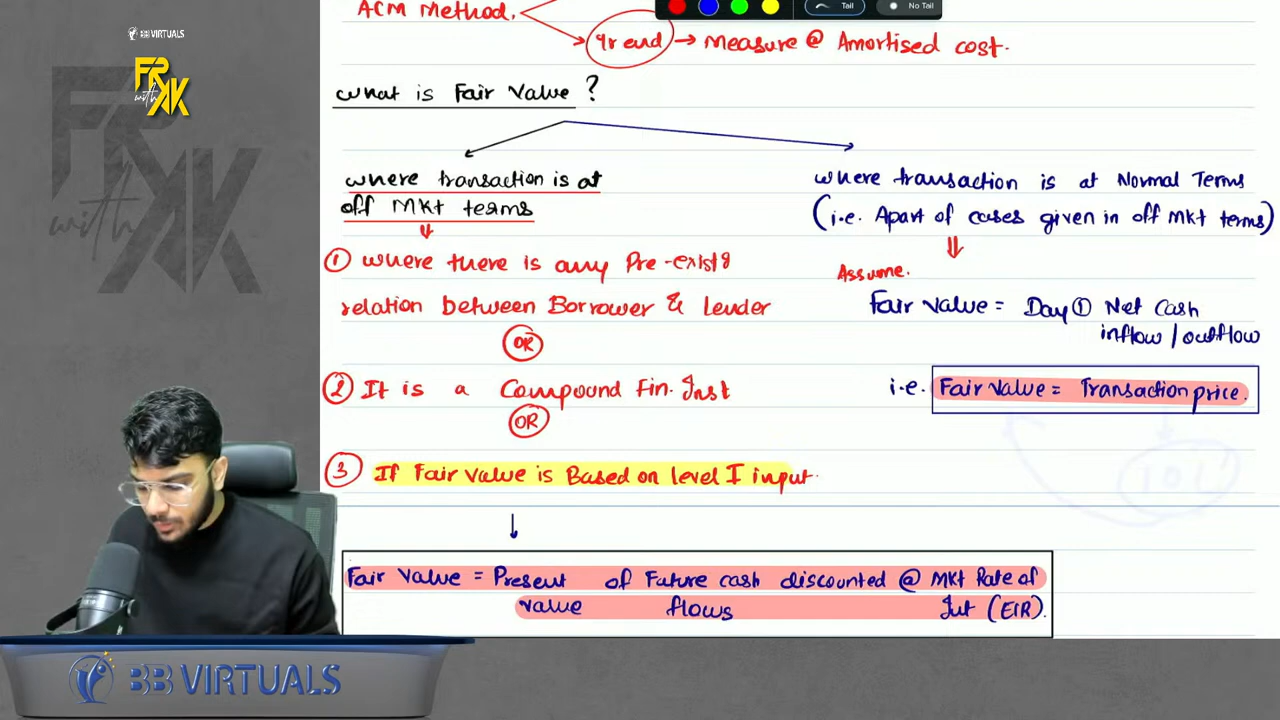 BB VIRTUALS
FR
with
AK
FR
with
AK
Tail
No Tail
ACM Method.
Yr end → Measure @ Amortised cost.
What is Fair Value ?
where transaction is at
off Mkt terms
① where there is any Pre-existg
relation between Borrower & Lender
OR
② It is a Compound Fin. Inst
OR
③ If Fair value is Based on level I input.
where transaction is at Normal Terms
(i.e. Apart of cases given in off Mkt terms)
Assume.
Fair value = Day ① Net Cash
inflow / outflow
i.e. Fair value = Transaction price.
Fair Value = Present of Future cash discounted @ Mkt Rate of
value flows Int (EIR).
BB VIRTUALS